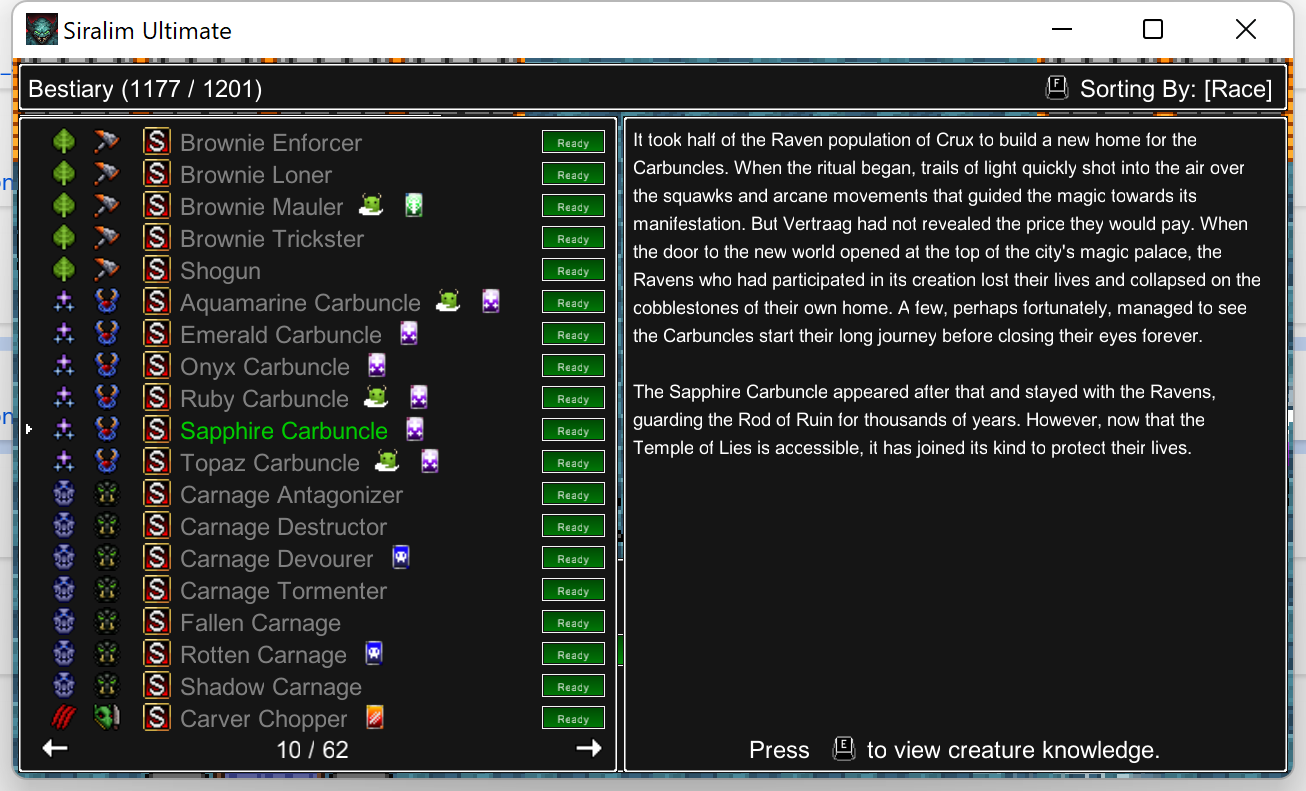 Siralim Ultimate
Bestiary (1177 / 1201)
F Sorting By: [Race]
S Brownie Enforcer Ready
S Brownie Loner Ready
S Brownie Mauler Ready
S Brownie Trickster Ready
S Shogun Ready
S Aquamarine Carbuncle Ready
S Emerald Carbuncle Ready
S Onyx Carbuncle Ready
S Ruby Carbuncle Ready
S Sapphire Carbuncle Ready
S Topaz Carbuncle Ready
S Carnage Antagonizer Ready
S Carnage Destructor Ready
S Carnage Devourer Ready
S Carnage Tormenter Ready
S Fallen Carnage Ready
S Rotten Carnage Ready
S Shadow Carnage Ready
S Carver Chopper Ready
10 / 62
It took half of the Raven population of Crux to build a new home for the
Carbuncles. When the ritual began, trails of light quickly shot into the air over
the squawks and arcane movements that guided the magic towards its
manifestation. But Vertraag had not revealed the price they would pay. When
the door to the new world opened at the top of the city's magic palace, the
Ravens who had participated in its creation lost their lives and collapsed on the
cobblestones of their own home. A few, perhaps fortunately, managed to see
the Carbuncles start their long journey before closing their eyes forever.
The Sapphire Carbuncle appeared after that and stayed with the Ravens,
guarding the Rod of Ruin for thousands of years. However, now that the
Temple of Lies is accessible, it has joined its kind to protect their lives.
Press E to view creature knowledge.